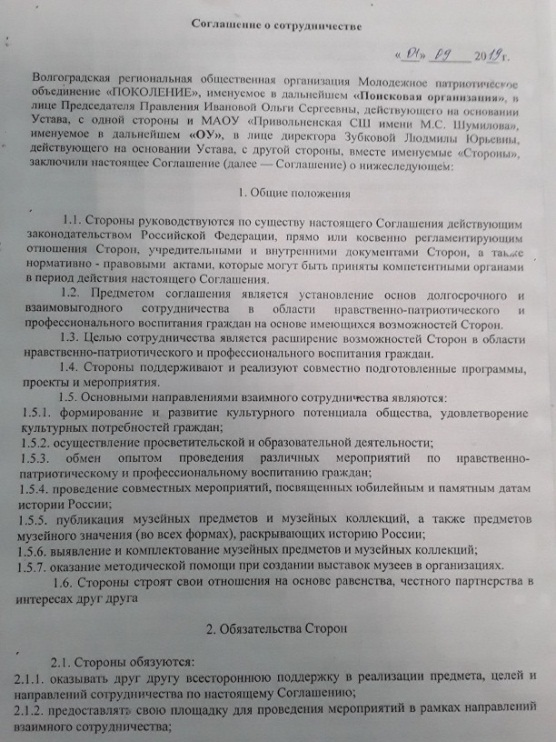 Соглашение о сотрудничестве
«01» 09 2019 г.
Волгоградская региональная общественная организация Молодежное патриотическое
объединение «ПОКОЛЕНИЕ», именуемое в дальнейшем «Поисковая организация», в
лице Председателя Правления Ивановой Ольги Сергеевны, действующего на основании
Устава, с одной стороны и МАОУ «Привольненская СШ имени М.С. Шумилова»,
именуемое в дальнейшем «ОУ», в лице директора Зубковой Людмилы Юрьевны,
действующего на основании Устава, с другой стороны, вместе именуемые «Стороны»,
заключили настоящее Соглашение (далее — Соглашение) о нижеследующем:
1. Общие положения
1.1. Стороны руководствуются по существу настоящего Соглашения действующим
законодательством Российской Федерации, прямо или косвенно регламентирующим
отношения Сторон, учредительными и внутренними документами Сторон, а также
нормативно - правовыми актами, которые могут быть приняты компетентными органами
в период действия настоящего Соглашения.
1.2. Предметом соглашения является установление основ долгосрочного и
взаимовыгодного сотрудничества в области нравственно-патриотического и
профессионального воспитания граждан на основе имеющихся возможностей Сторон.
1.3. Целью сотрудничества является расширение возможностей Сторон в области
нравственно-патриотического и профессионального воспитания граждан.
1.4. Стороны поддерживают и реализуют совместно подготовленные программы,
проекты и мероприятия.
1.5. Основными направлениями взаимного сотрудничества являются:
1.5.1. формирование и развитие культурного потенциала общества, удовлетворение
культурных потребностей граждан;
1.5.2. осуществление просветительской и образовательной деятельности;
1.5.3. обмен опытом проведения различных мероприятий по нравственно-
патриотическому и профессиональному воспитанию граждан;
1.5.4. проведение совместных мероприятий, посвященных юбилейным и памятным датам
истории России;
1.5.5. публикация музейных предметов и музейных коллекций, а также предметов
музейного значения (во всех формах), раскрывающих историю России;
1.5.6. выявление и комплектование музейных предметов и музейных коллекций;
1.5.7. оказание методической помощи при создании выставок музеев в организациях.
1.6. Стороны строят свои отношения на основе равенства, честного партнерства в
интересах друг друга
2. Обязательства Сторон
2.1. Стороны обязуются:
2.1.1. оказывать друг другу всестороннюю поддержку в реализации предмета, целей и
направлений сотрудничества по настоящему Соглашению;
2.1.2. предоставлять свою площадку для проведения мероприятий в рамках направлений
взаимного сотрудничества;